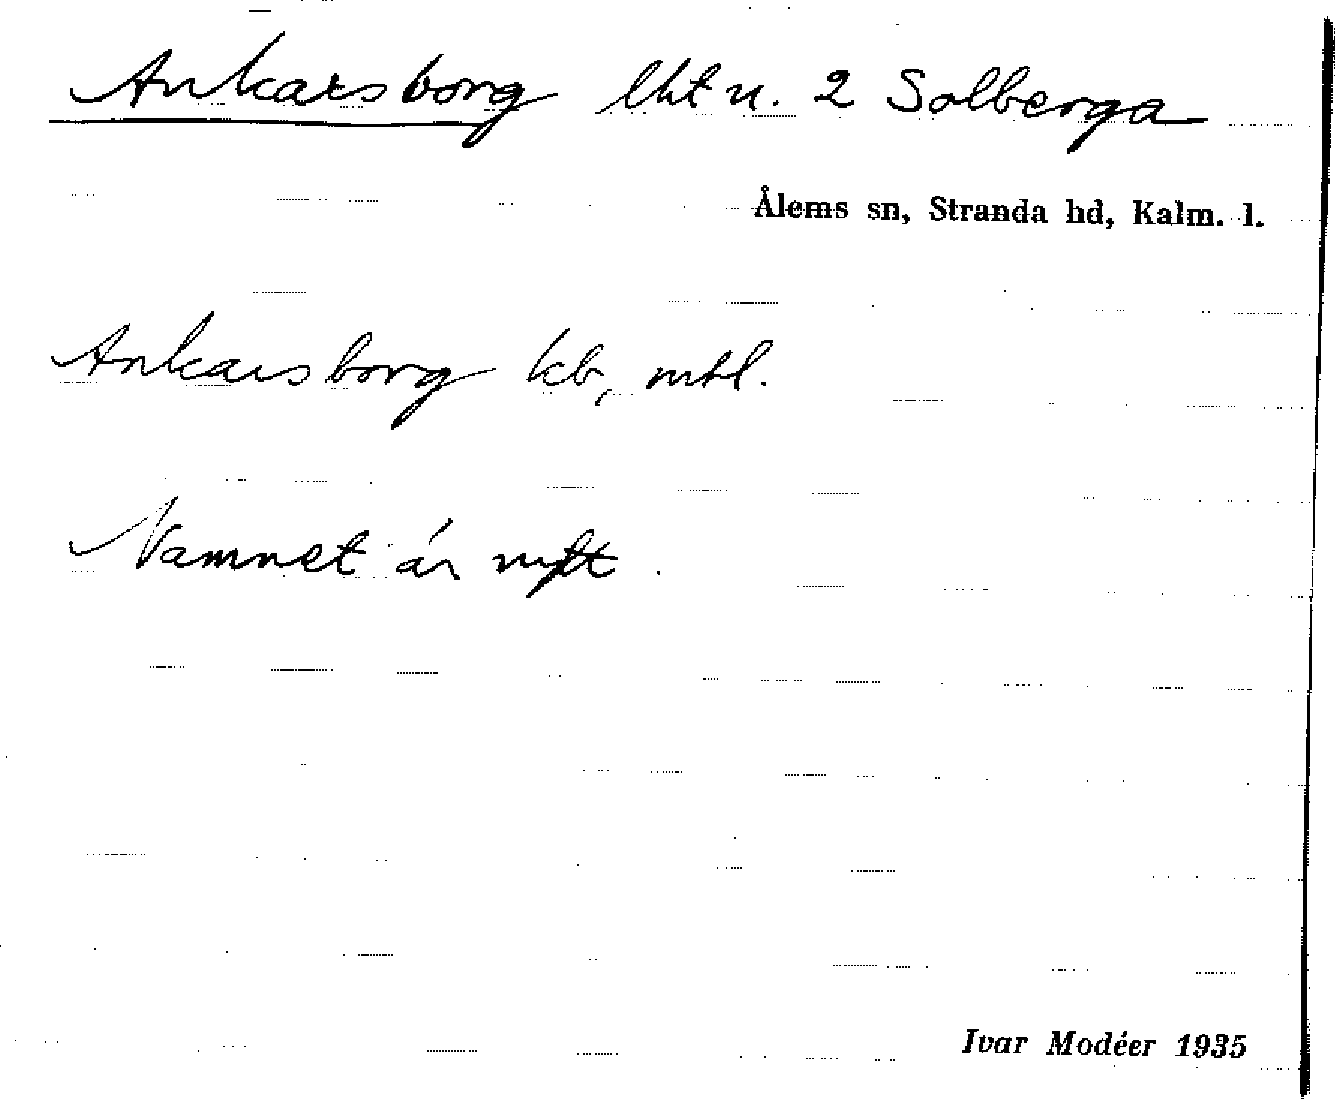 Ankarsborg lht u. 2 Solberga
Ålems sn, Stranda hd, Kalm. l.
Ankarsborg kb, mtl.
Namnet är nytt.
Ivar Modéer 1935